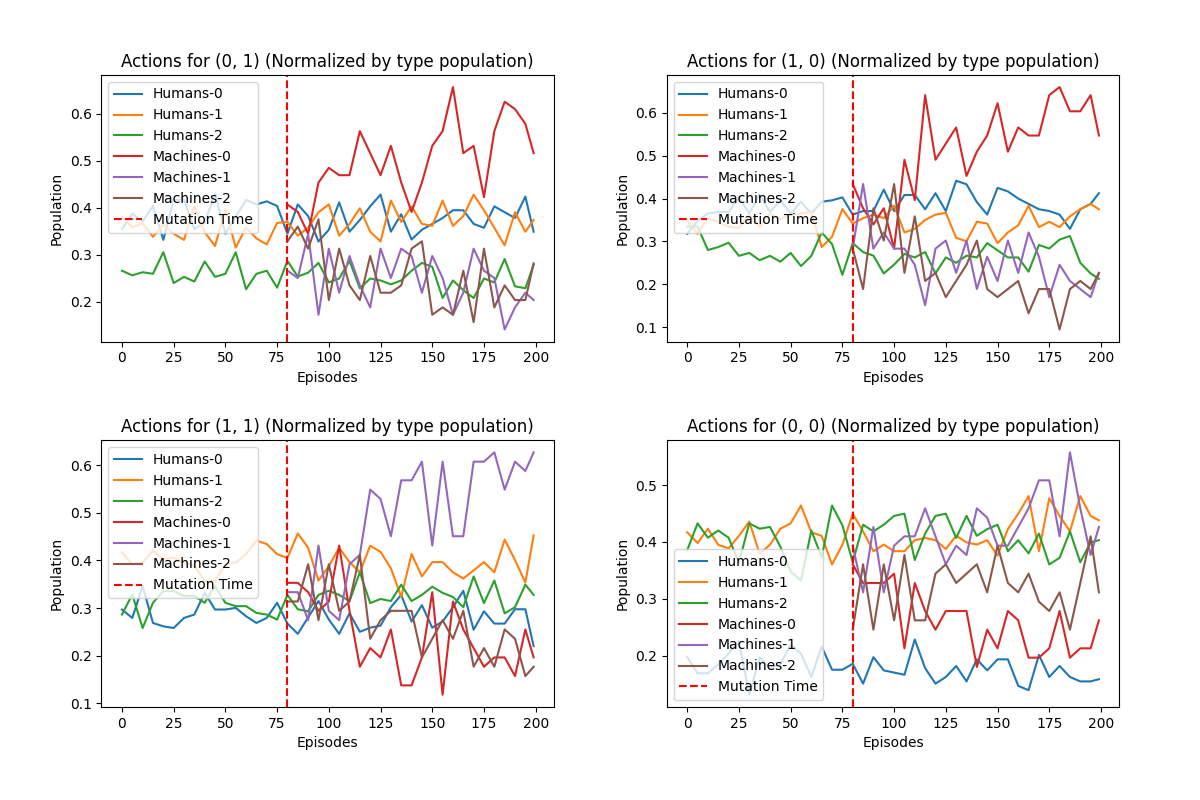 Actions for (0, 1) (Normalized by type population)
Humans-0
Humans-1
Humans-2
Machines-0
Machines-1
Machines-2
Mutation Time
0.6
0.5
0.4
0.3
0.2
Population
0
25
50
75
100
125
150
175
200
Episodes
Actions for (1, 0) (Normalized by type population)
Humans-0
Humans-1
Humans-2
Machines-0
Machines-1
Machines-2
Mutation Time
0.6
0.5
0.4
0.3
0.2
0.1
Population
0
25
50
75
100
125
150
175
200
Episodes
Actions for (1, 1) (Normalized by type population)
Humans-0
Humans-1
Humans-2
Machines-0
Machines-1
Machines-2
Mutation Time
0.6
0.5
0.4
0.3
0.2
0.1
Population
0
25
50
75
100
125
150
175
200
Episodes
Actions for (0, 0) (Normalized by type population)
Humans-0
Humans-1
Humans-2
Machines-0
Machines-1
Machines-2
Mutation Time
0.5
0.4
0.3
0.2
Population
0
25
50
75
100
125
150
175
200
Episodes